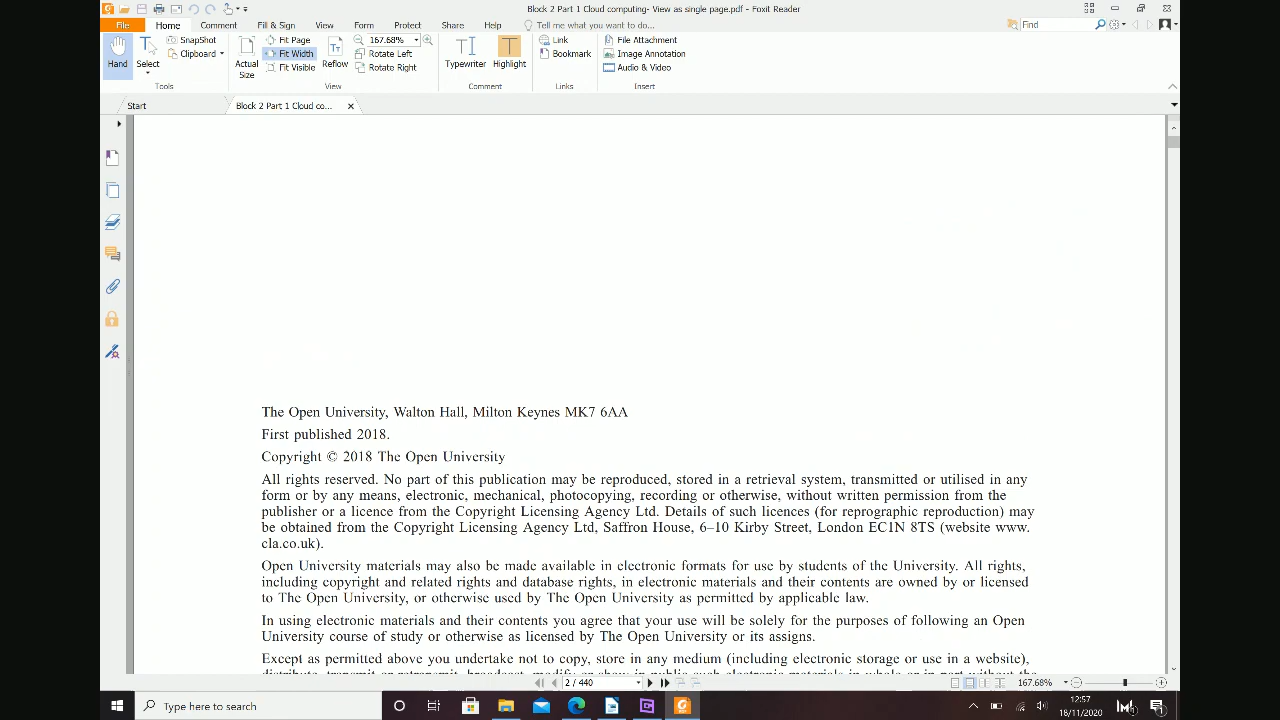 Block 2 Part 1 Cloud computing- View as single page.pdf - Foxit Reader
File Home Comment Fill & Sign View Form Protect Share Help Tell me what you want to do... Find
SnapShot Fit Page 167.68% Rotate Left Link File Attachment
Clipboard Fit Width Bookmark Image Annotation
Hand Select Actual Size Fit Visible Reflow Rotate Right Typewriter Highlight Audio & Video
Tools View Comment Links Insert
Start Block 2 Part 1 Cloud co...
The Open University, Walton Hall, Milton Keynes MK7 6AA
First published 2018.
Copyright © 2018 The Open University
All rights reserved. No part of this publication may be reproduced, stored in a retrieval system, transmitted or utilised in any
form or by any means, electronic, mechanical, photocopying, recording or otherwise, without written permission from the
publisher or a licence from the Copyright Licensing Agency Ltd. Details of such licences (for reprographic reproduction) may
be obtained from the Copyright Licensing Agency Ltd, Saffron House, 6–10 Kirby Street, London EC1N 8TS (website www.
cla.co.uk).
Open University materials may also be made available in electronic formats for use by students of the University. All rights,
including copyright and related rights and database rights, in electronic materials and their contents are owned by or licensed
to The Open University, or otherwise used by The Open University as permitted by applicable law.
In using electronic materials and their contents you agree that your use will be solely for the purposes of following an Open
University course of study or otherwise as licensed by The Open University or its assigns.
Except as permitted above you undertake not to copy, store in any medium (including electronic storage or use in a website),
2 / 440 167.68%
Type here to search 12:57
18/11/2020